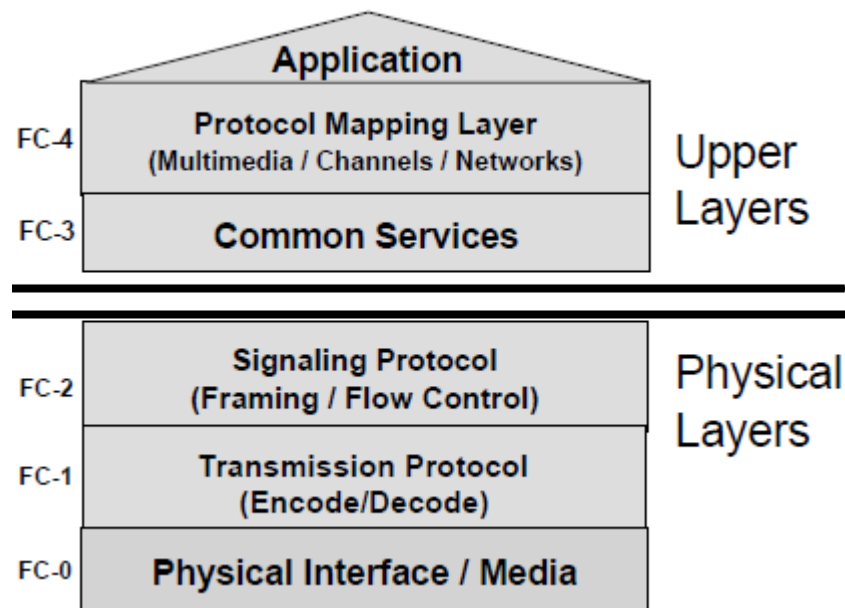 Application
FC-4
Protocol Mapping Layer
(Multimedia / Channels / Networks)
Upper
Layers
FC-3
Common Services
Signaling Protocol
(Framing / Flow Control)
FC-2
Physical
Layers
FC-1
Transmission Protocol
(Encode/Decode)
FC-0
Physical Interface / Media